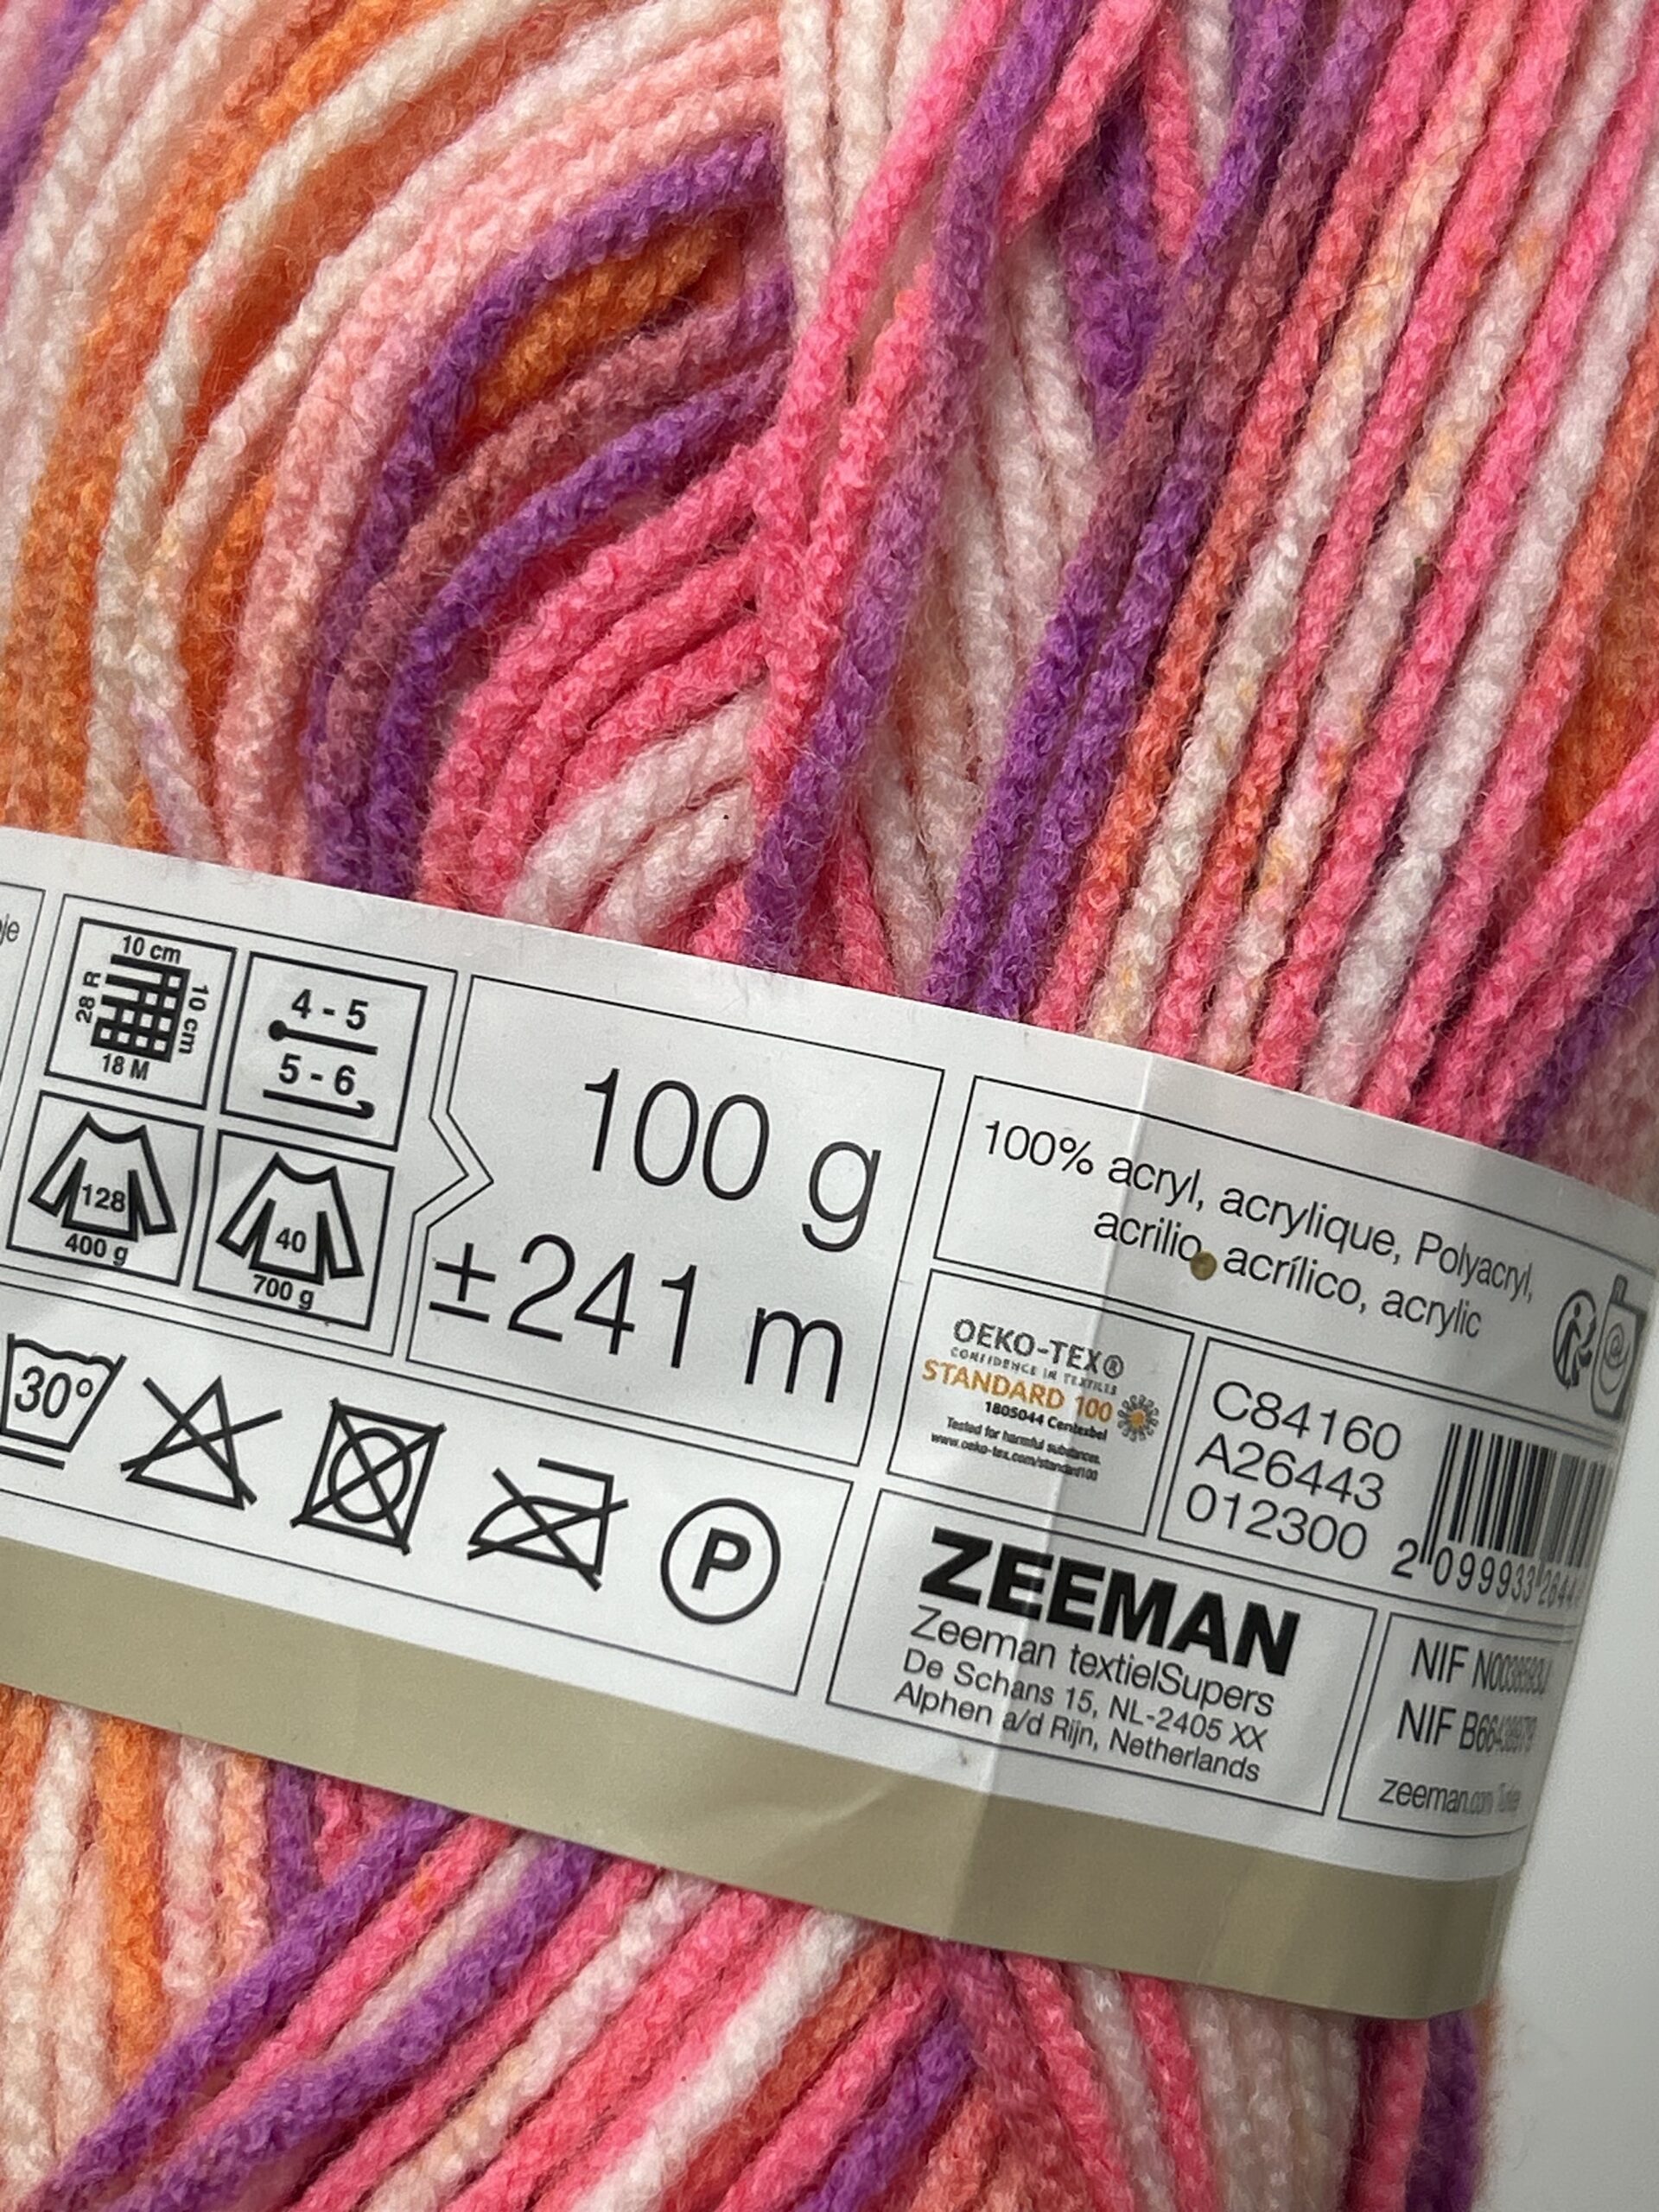 10 cm
28 R
10 cm
18 M
4 - 5
5 - 6
128
400 g
40
700 g
100 g
±241 m
30°
P
100% acryl, acrylique, Polyacryl,
acrilio, acrílico, acrylic
OEKO-TEX®
CONFIDENCE IN TEXTILES
STANDARD 100
1805044 Centexbel
Tested for harmful substances.
www.oeko-tex.com/standard100
C84160
A26443
012300
2 099933
ZEEMAN
Zeeman textielSupers
De Schans 15, NL-2405 XX
Alphen a/d Rijn, Netherlands
NIF
NIF
zeeman.com